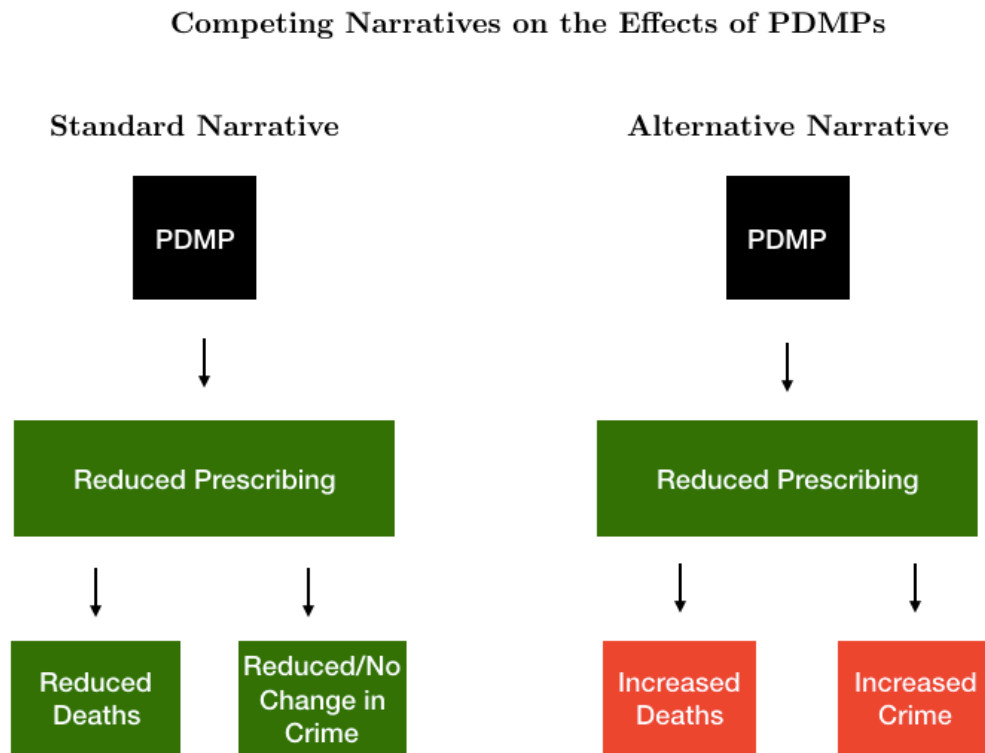 Competing Narratives on the Effects of PDMPs
Standard Narrative
PDMP
Reduced Prescribing
Reduced
Deaths
Reduced/No
Change in
Crime
Alternative Narrative
PDMP
Reduced Prescribing
Increased
Deaths
Increased
Crime